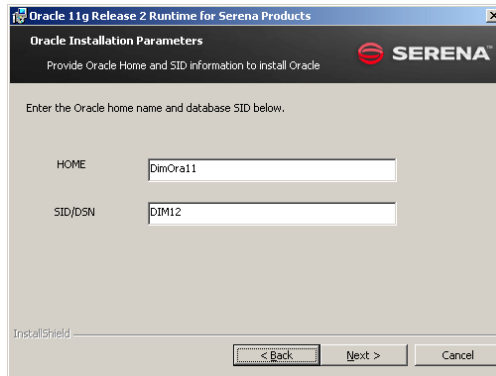 Oracle 11g Release 2 Runtime for Serena Products
Oracle Installation Parameters
Provide Oracle Home and SID information to install Oracle
SERENA™
Enter the Oracle home name and database SID below.
HOME
DimOra11
SID/DSN
DIM12
InstallShield
< Back
Next >
Cancel